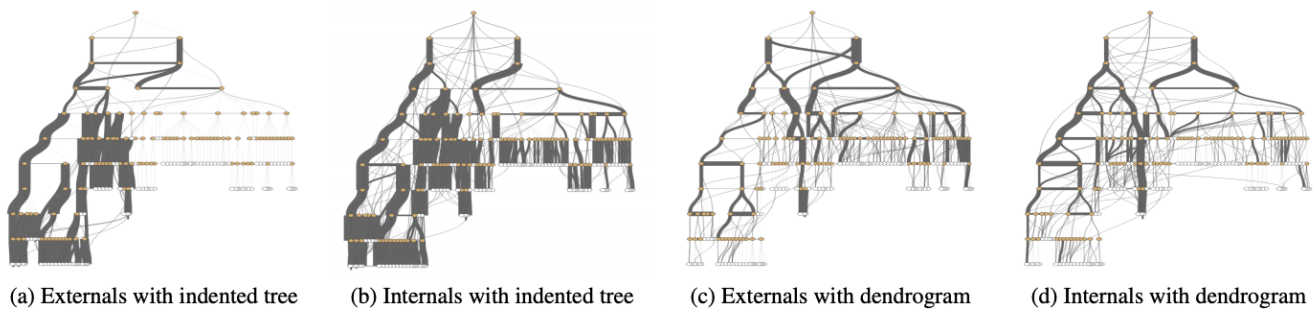 (a) Externals with indented tree
(b) Internals with indented tree
(c) Externals with dendrogram
(d) Internals with dendrogram